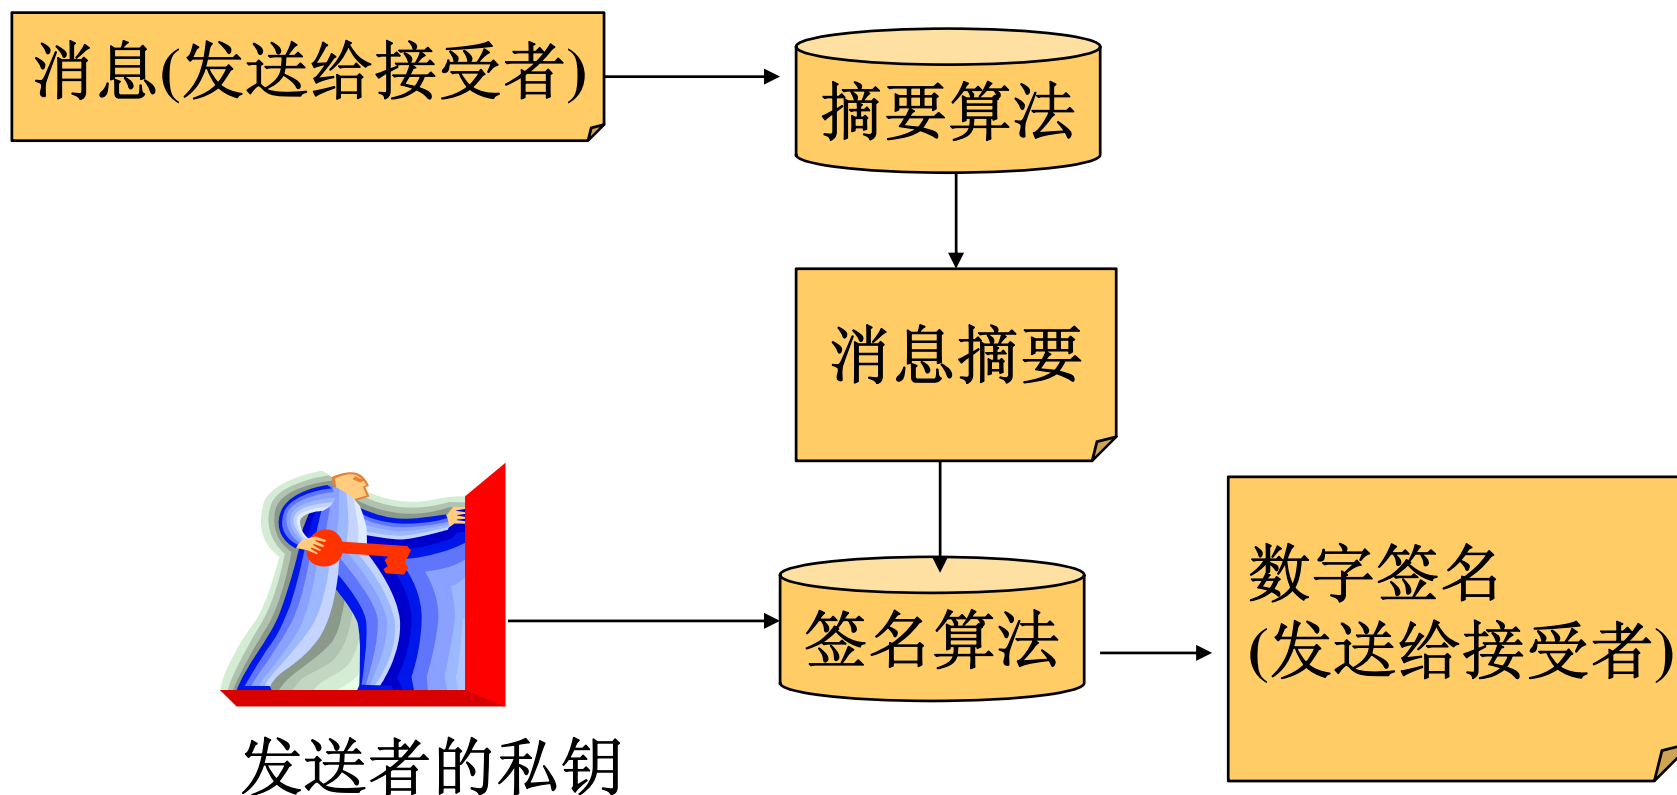 消息(发送给接受者)
摘要算法
消息摘要
签名算法
数字签名
(发送给接受者)
发送者的私钥